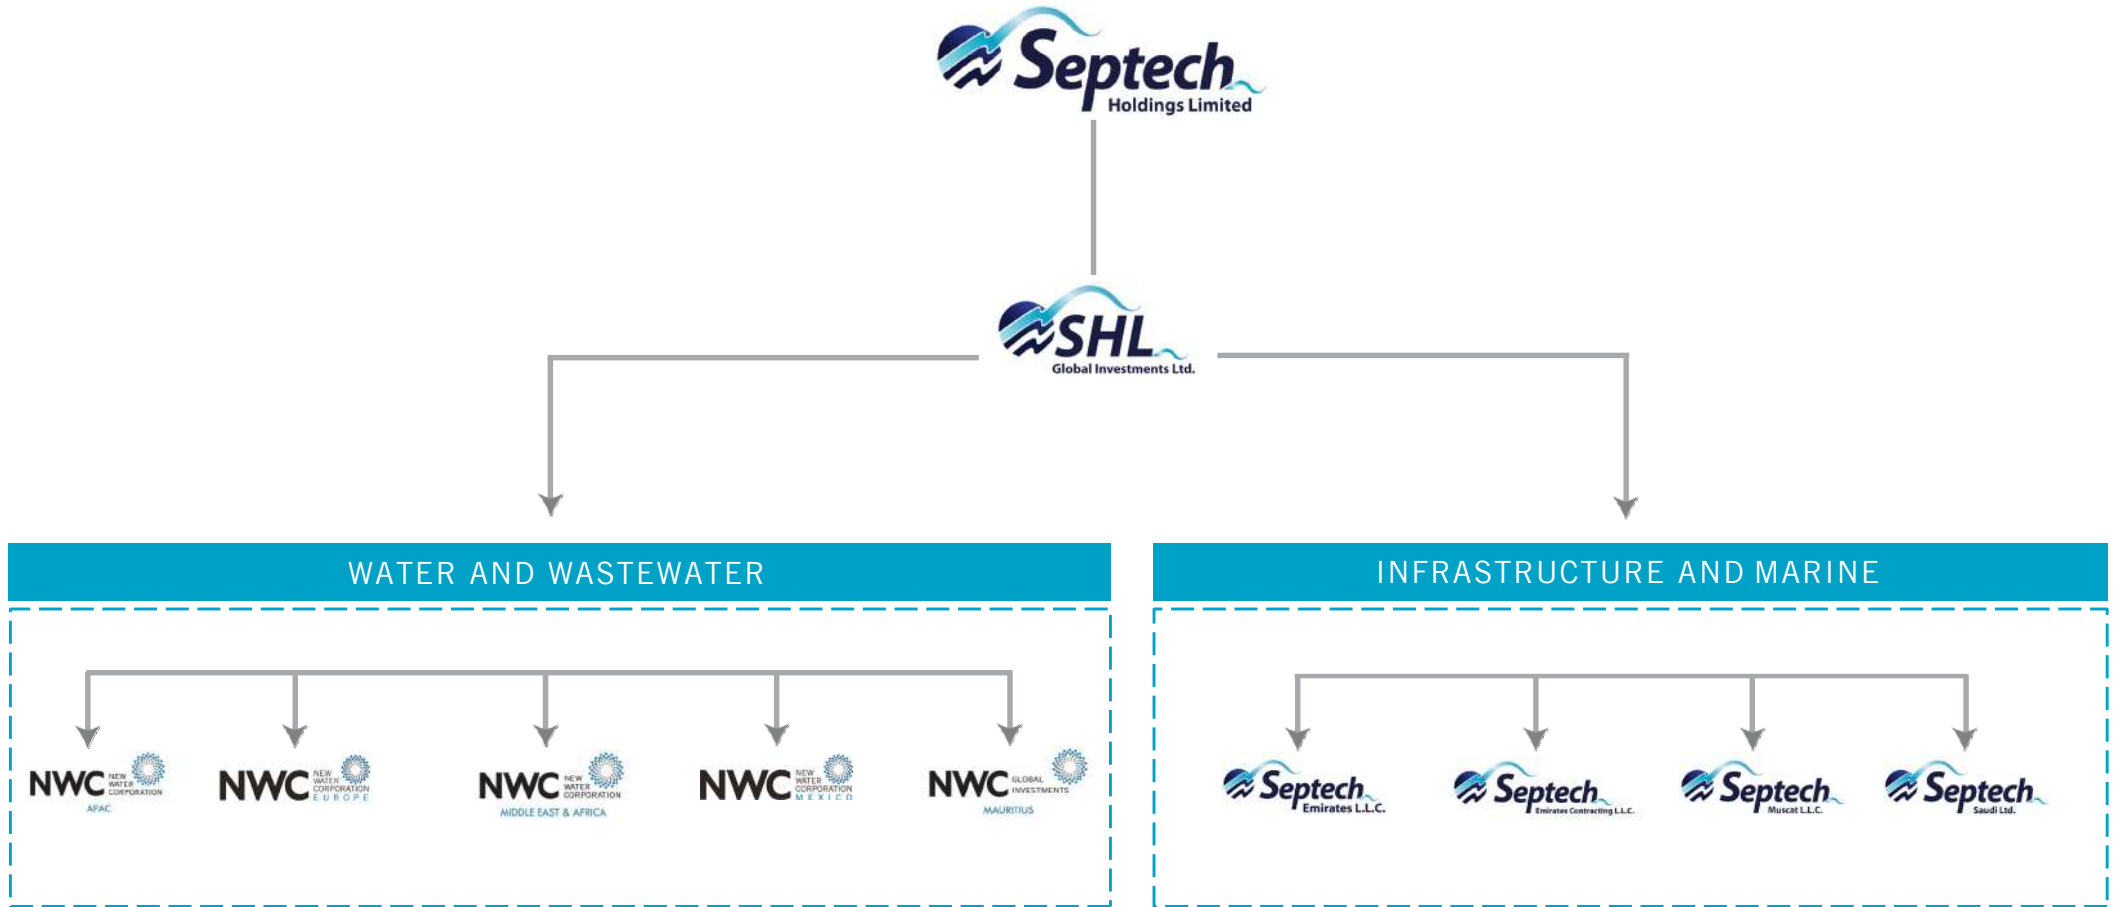 Septech
Holdings Limited
SHL
Global Investments Ltd.
WATER AND WASTEWATER
INFRASTRUCTURE AND MARINE
NWC NEW
WATER
CORPORATION
APAC
NWC NEW
WATER
CORPORATION
EUROPE
NWC NEW
WATER
CORPORATION
MIDDLE EAST & AFRICA
NWC NEW
WATER
CORPORATION
MEXICO
NWC GLOBAL
INVESTMENTS
MAURITIUS
Septech
Emirates L.L.C.
Septech
Emirates Contracting L.L.C.
Septech
Muscat L.L.C.
Septech
Saudi Ltd.